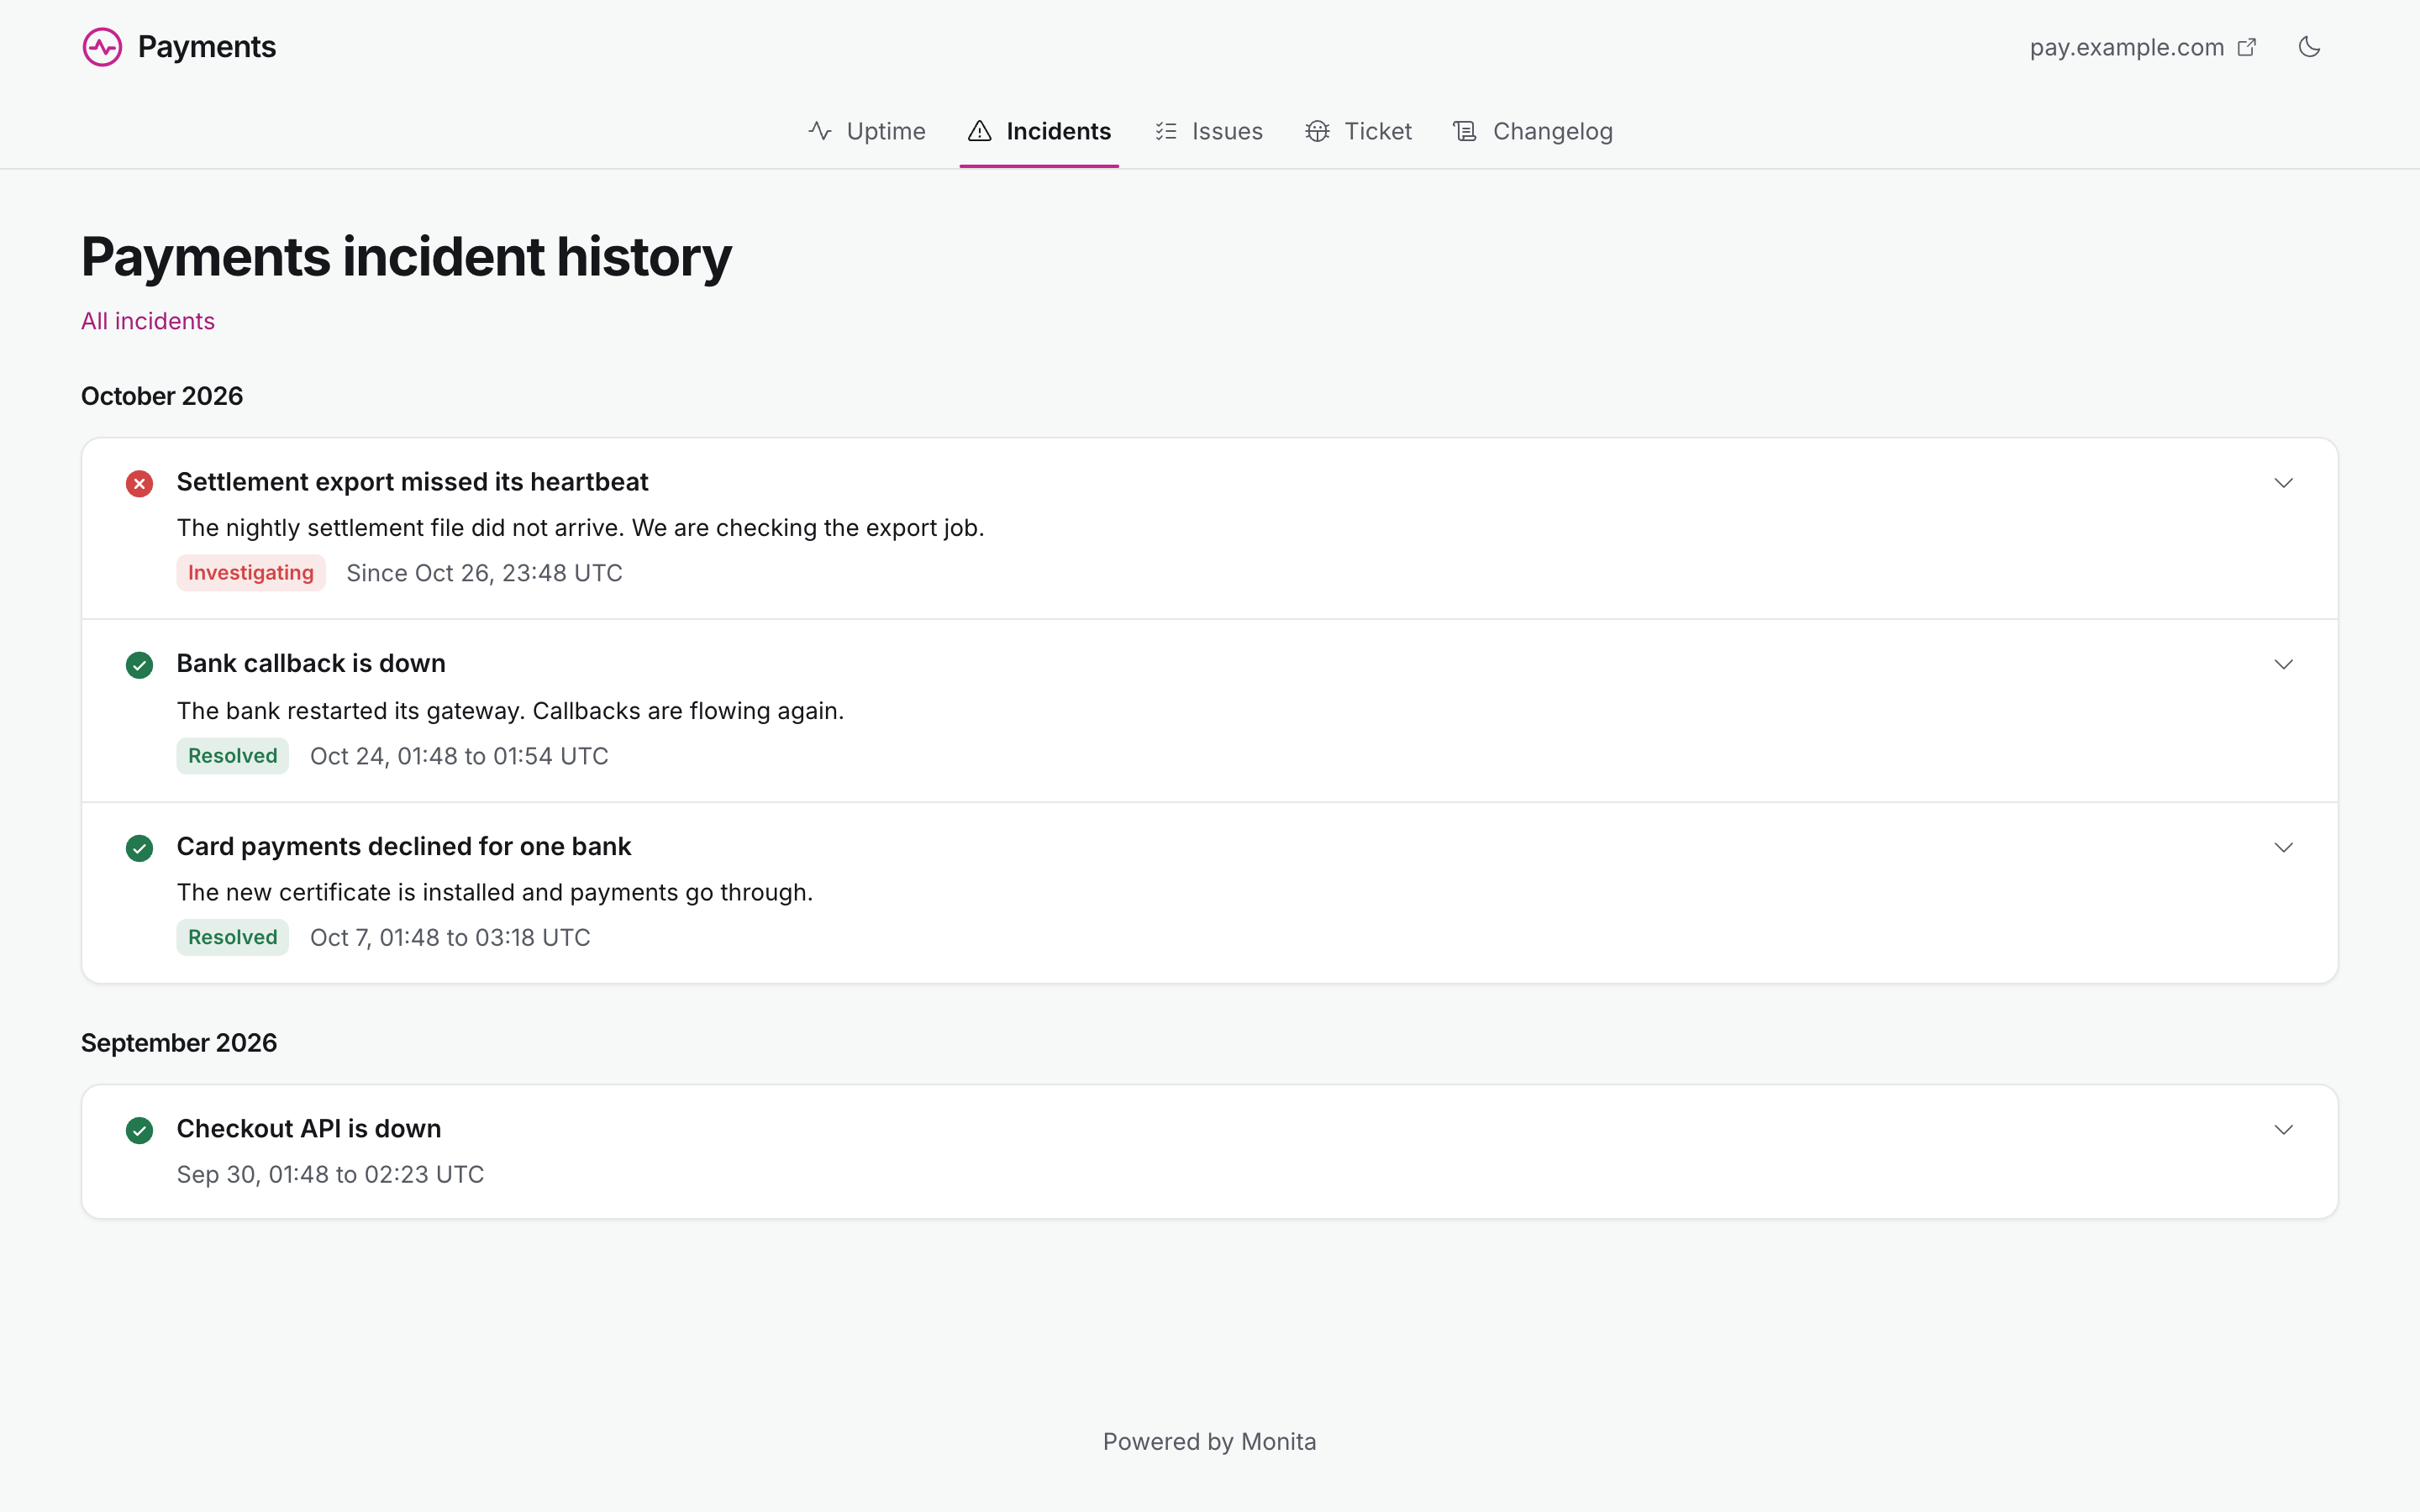 Payments
pay.example.com
Uptime
Incidents
Issues
Ticket
Changelog
Payments incident history
All incidents
October 2026
Settlement export missed its heartbeat
The nightly settlement file did not arrive. We are checking the export job.
Investigating Since Oct 26, 23:48 UTC
Bank callback is down
The bank restarted its gateway. Callbacks are flowing again.
Resolved Oct 24, 01:48 to 01:54 UTC
Card payments declined for one bank
The new certificate is installed and payments go through.
Resolved Oct 7, 01:48 to 03:18 UTC
September 2026
Checkout API is down
Sep 30, 01:48 to 02:23 UTC
Powered by Monita